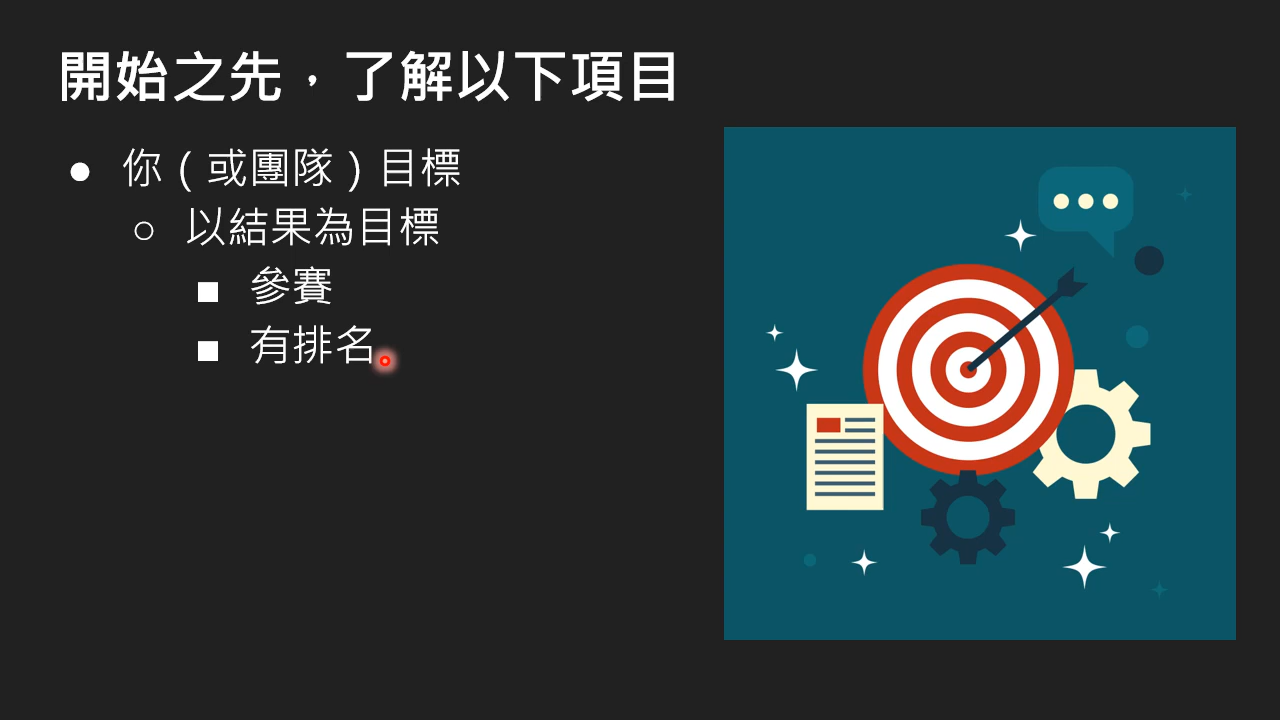 開始之先，了解以下項目
● 你（或團隊）目標
○ 以結果為目標
■ 參賽
■ 有排名